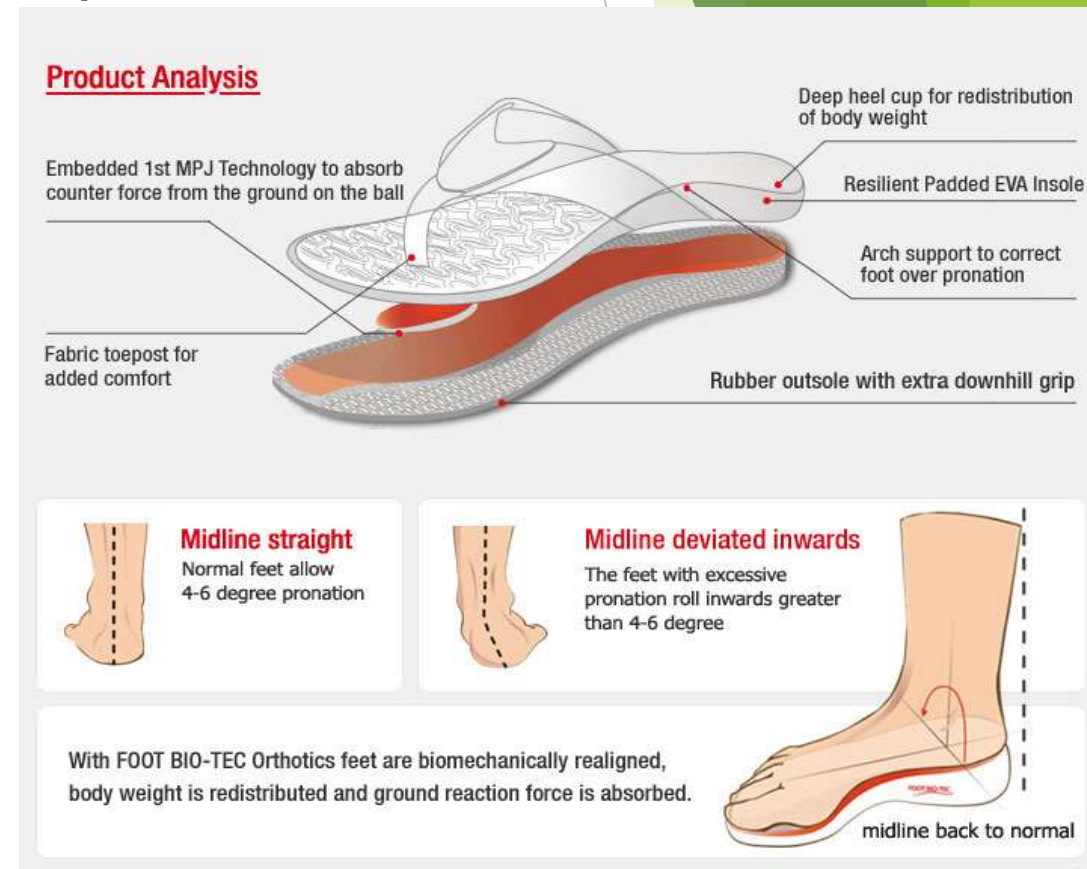 Product Analysis
Deep heel cup for redistribution
of body weight
Embedded 1st MPJ Technology to absorb
counter force from the ground on the ball
Resilient Padded EVA Insole
Arch support to correct
foot over pronation
Fabric toepost for
added comfort
Rubber outsole with extra downhill grip
Midline straight
Normal feet allow
4-6 degree pronation
Midline deviated inwards
The feet with excessive
pronation roll inwards greater
than 4-6 degree
With FOOT BIO-TEC Orthotics feet are biomechanically realigned,
body weight is redistributed and ground reaction force is absorbed.
FOOT BIO-TEC
midline back to normal